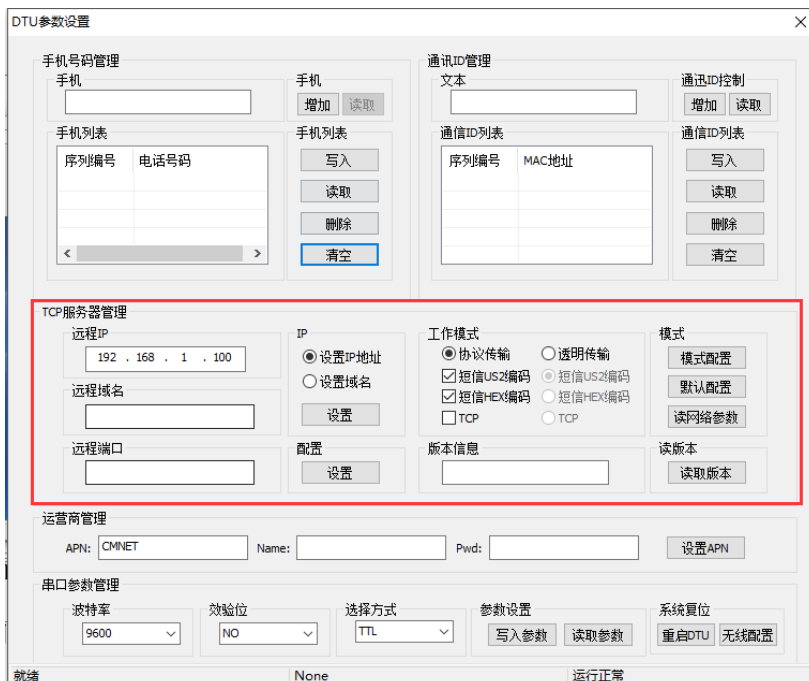 DTU参数设置
手机号码管理
手机
手机
增加 读取
手机列表
序列编号 电话号码
手机列表
写入
读取
删除
清空
通讯ID管理
文本
通迅ID控制
增加 读取
通信ID列表
序列编号 MAC地址
通信ID列表
写入
读取
删除
清空
TCP服务器管理
远程IP
192 . 168 . 1 . 100
IP
设置IP地址
设置域名
设置
远程域名
远程端口
配置
设置
工作模式
协议传输 透明传输
短信US2编码 短信US2编码
短信HEX编码 短信HEX编码
TCP TCP
模式
模式配置
默认配置
读网络参数
版本信息
读版本
读取版本
运营商管理
APN: CMNET Name: Pwd: 设置APN
串口参数管理
波特率
9600
效验位
NO
选择方式
TTL
参数设置
写入参数 读取参数
系统复位
重启DTU 无线配置
就绪 None 运行正常